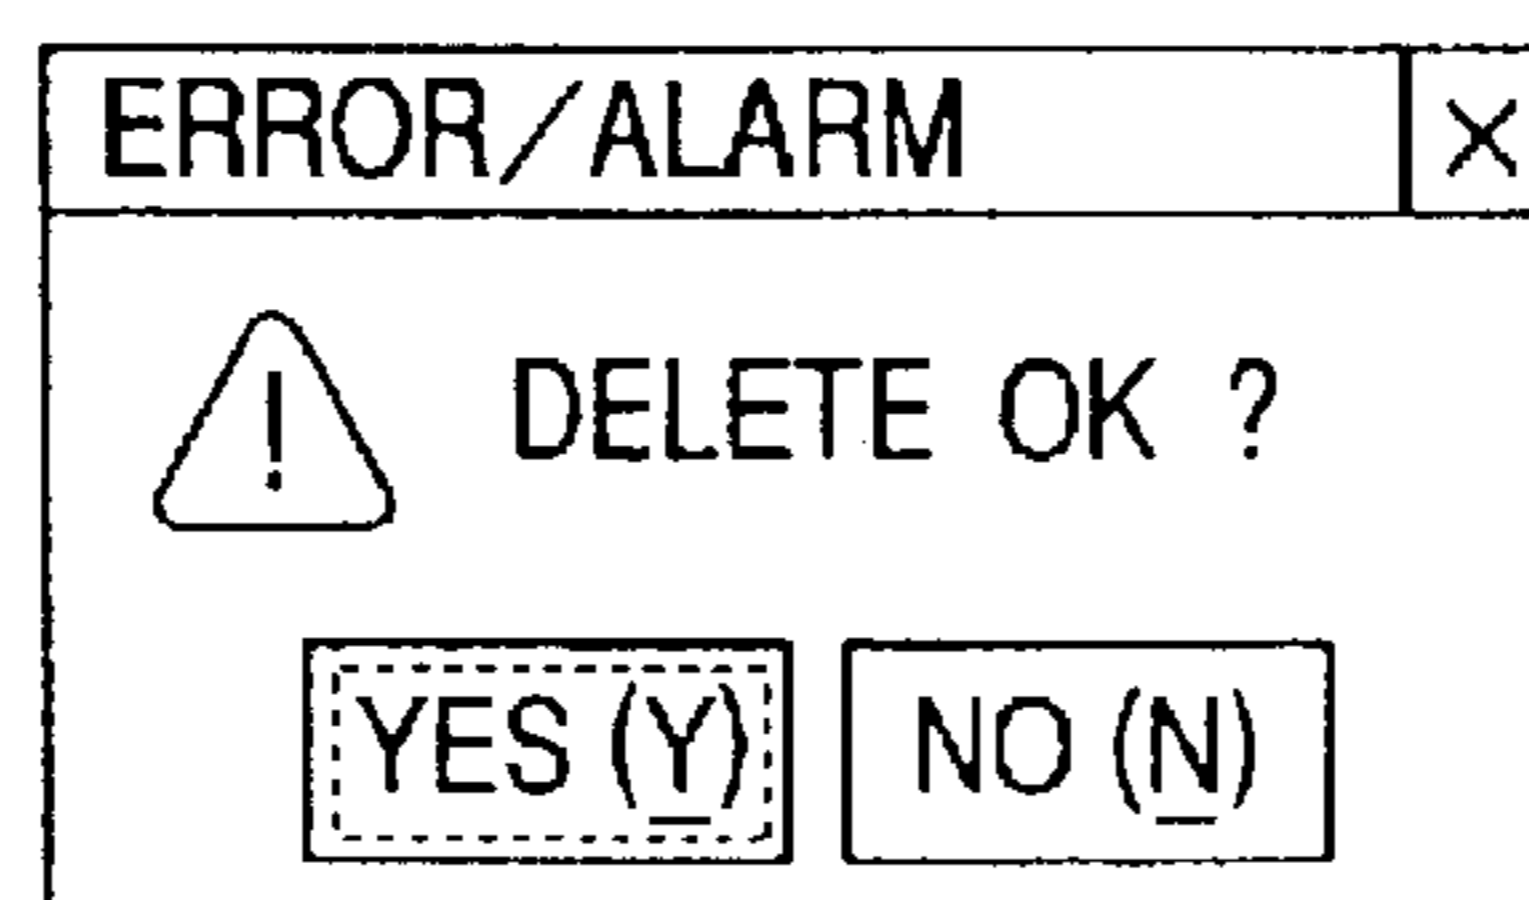 ERROR/ALARM ×
! DELETE OK ?
YES (Y) NO (N)